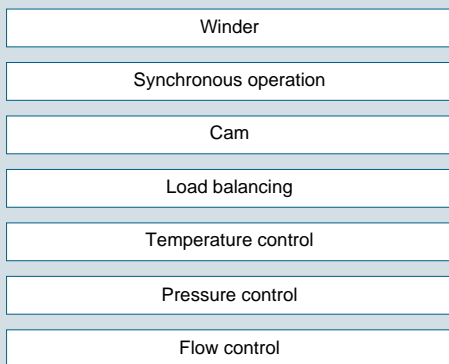 Winder
Synchronous operation
Cam
Load balancing
Temperature control
Pressure control
Flow control